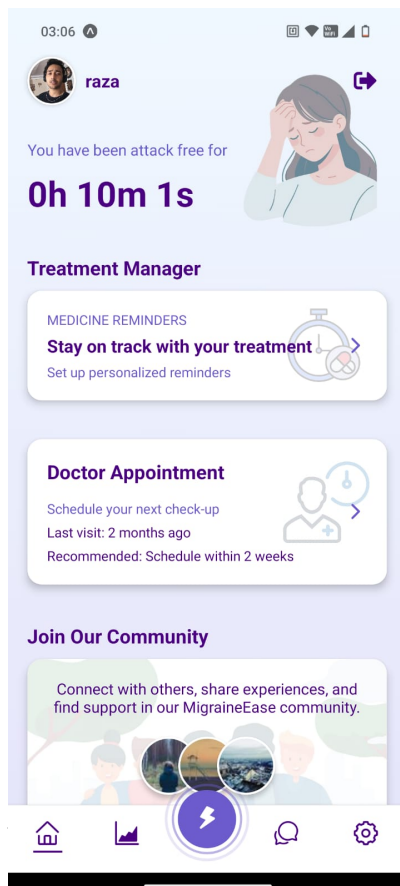 03:06
Vo
WiFi
raza
You have been attack free for
0h 10m 1s
Treatment Manager
MEDICINE REMINDERS
Stay on track with your treatment
Set up personalized reminders
Doctor Appointment
Schedule your next check-up
Last visit: 2 months ago
Recommended: Schedule within 2 weeks
Join Our Community
Connect with others, share experiences, and
find support in our MigraineEase community.